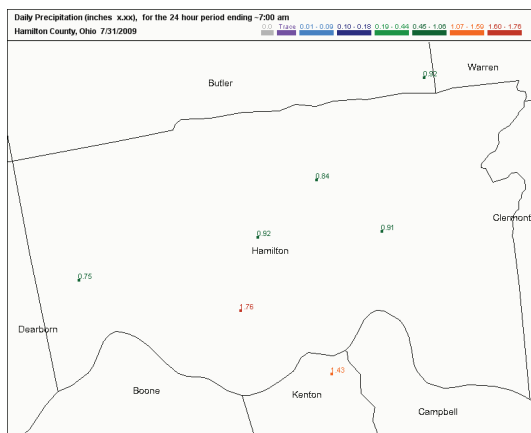 Daily Precipitation (inches x.xx), for the 24 hour period ending ~7:00 am
Hamilton County, Ohio 7/31/2009
0.0 Trace 0.01 - 0.09 0.10 - 0.18 0.19 - 0.44 0.45 - 1.06 1.07 - 1.59 1.60 - 1.76
Warren
0.92
Butler
0.84
Clermont
0.91
0.92
Hamilton
0.75
1.76
Dearborn
1.43
Boone
Kenton
Campbell